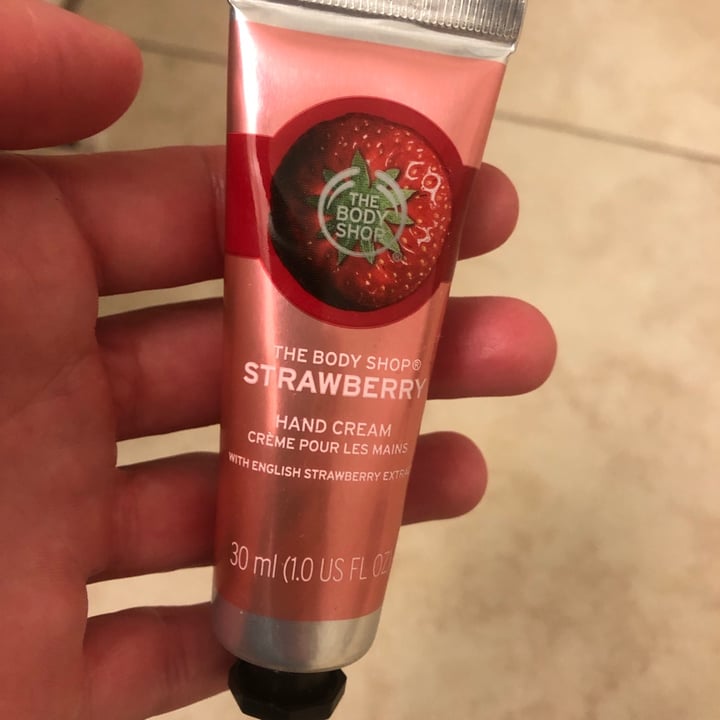 THE
BODY
SHOP
®
THE BODY SHOP®
STRAWBERRY
HAND CREAM
CRÈME POUR LES MAINS
WITH ENGLISH STRAWBERRY
30 ml (1.0 US FL OZ